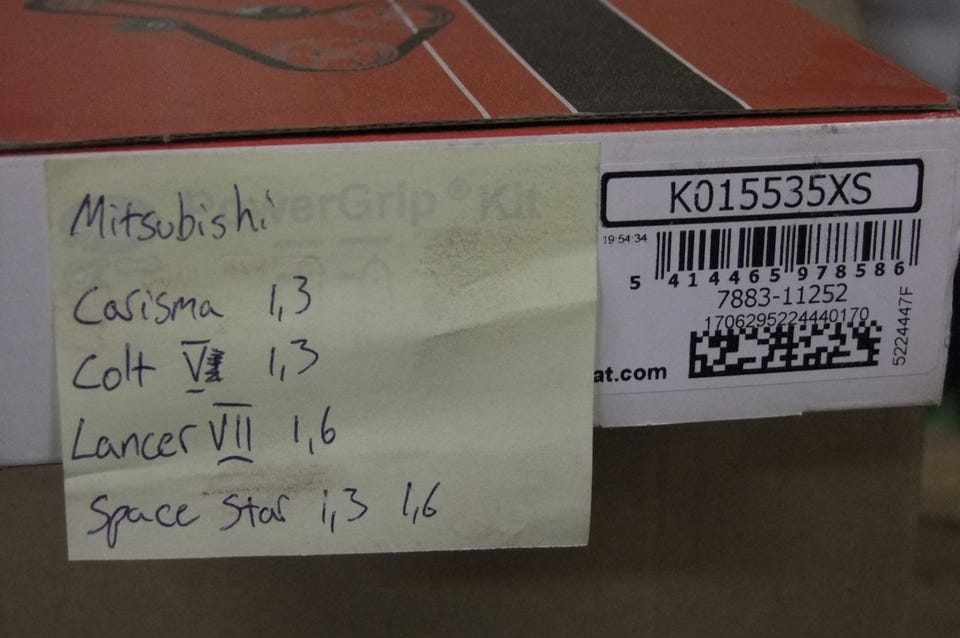 PowerGrip® Kit
Mitsubishi
Carisma 1,3
Colt V 1,3
Lancer VII 1,6
Space Star 1,3 1,6
K015535XS
19:54:34
5 414465 978586
7883-11252
1706295224440170
5224447F
at.com